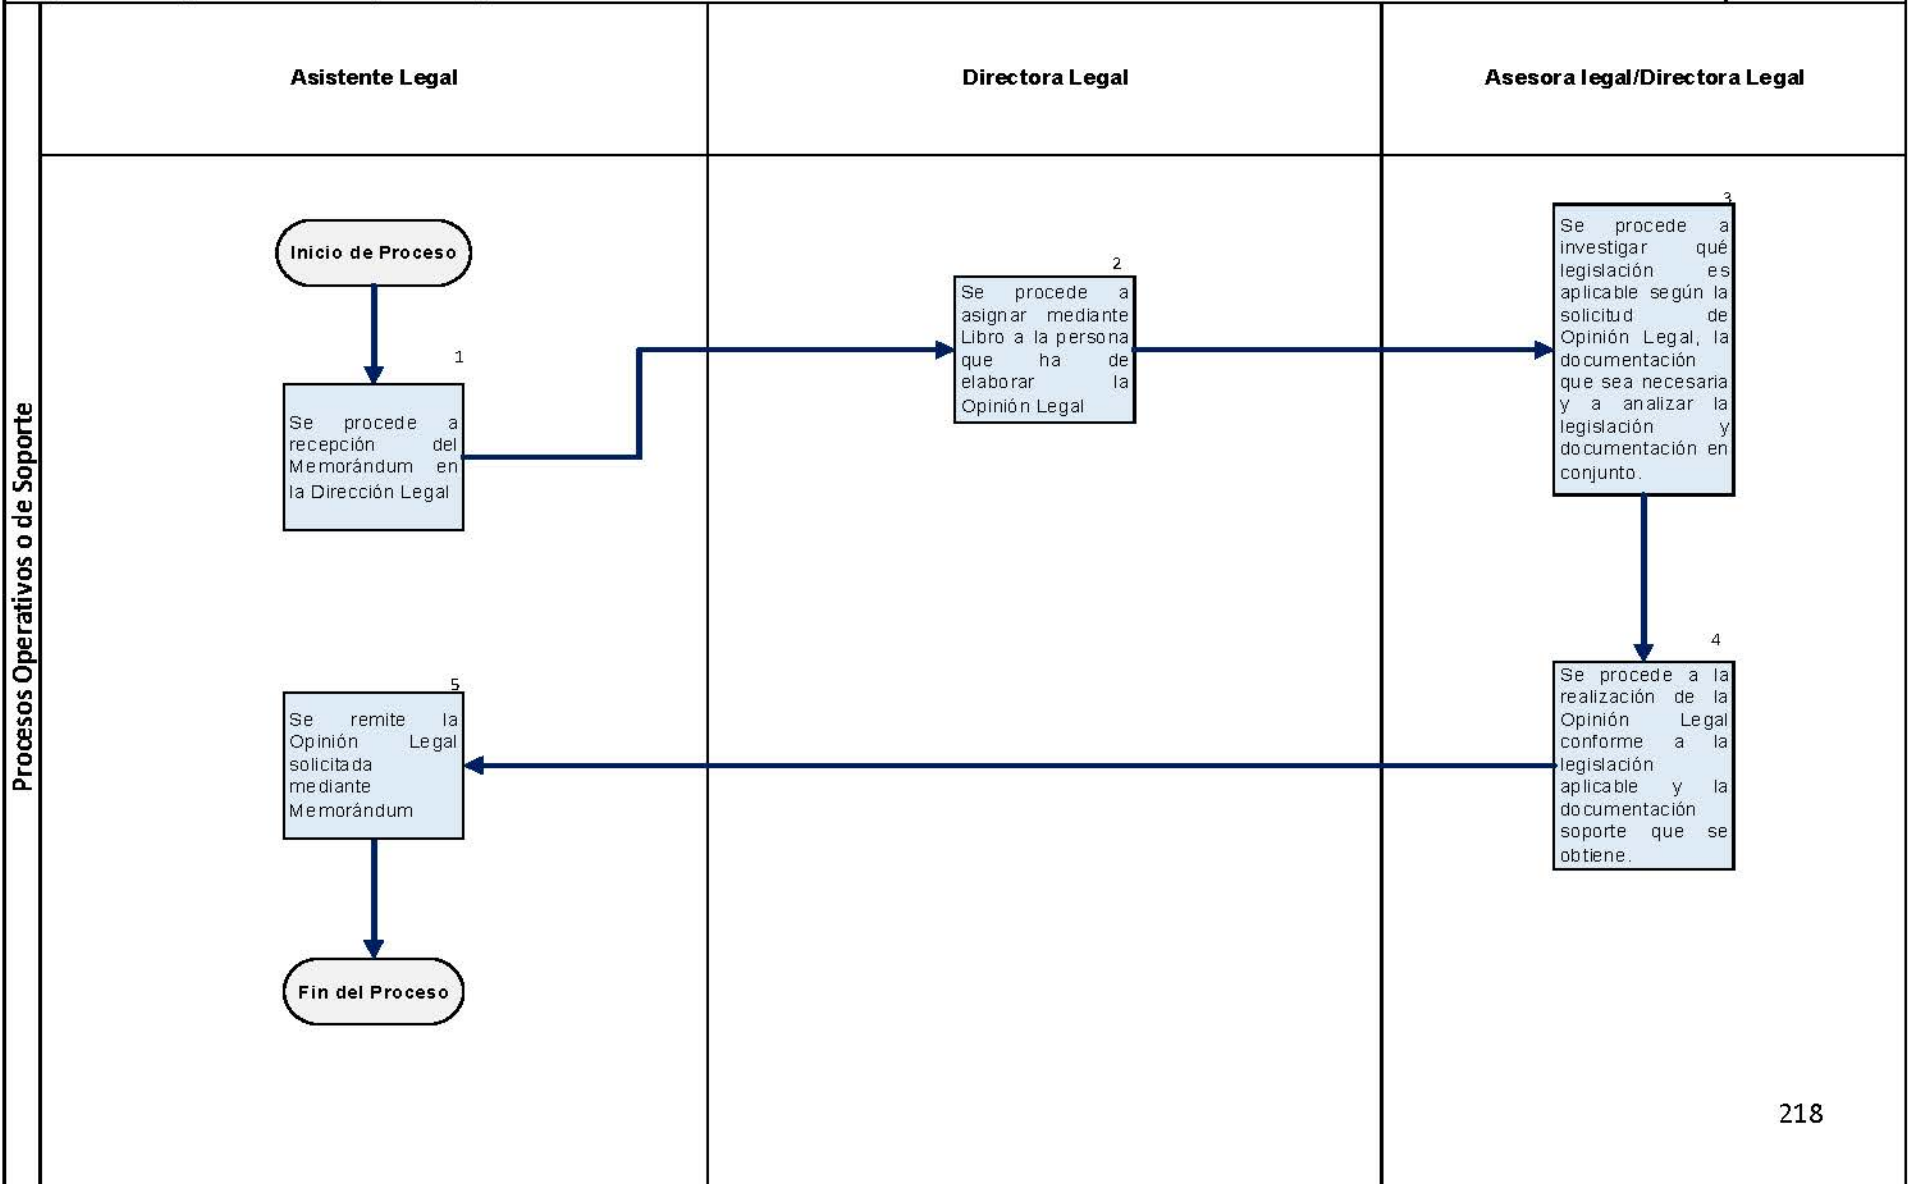 Asistente Legal
Directora Legal
Asesora legal/Directora Legal
Procesos Operativos o de Soporte
Inicio de Proceso
1
Se procede a
recepción del
Memorándum en
la Dirección Legal
2
Se procede a
asignar mediante
Libro a la persona
que ha de
elaborar la
Opinión Legal
3
Se procede a
investigar qué
legislación es
aplicable según la
solicitud de
Opinión Legal, la
documentación
que sea necesaria
y a analizar la
legislación y
documentación en
conjunto.
4
Se procede a la
realización de la
Opinión Legal
conforme a la
legislación
aplicable y la
documentación
soporte que se
obtiene.
5
Se remite la
Opinión Legal
solicitada
mediante
Memorándum
Fin del Proceso
218